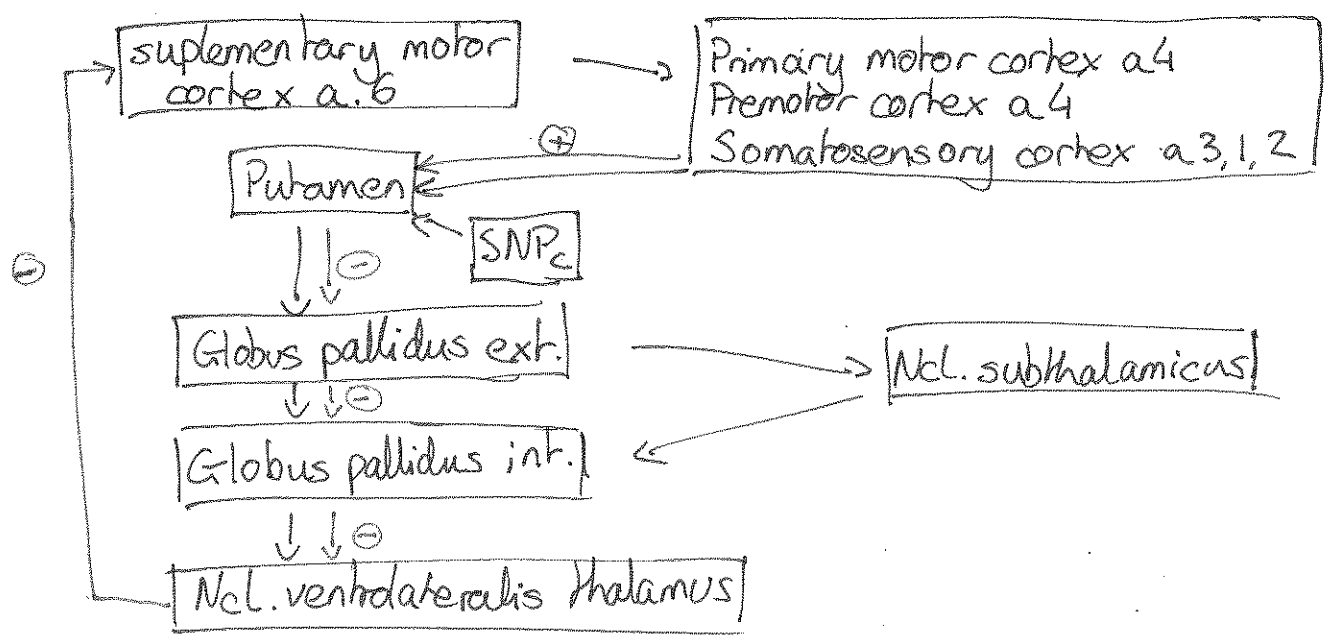 suplementary motor
cortex a.6
Primary motor cortex a4
Premotor cortex a4
Somatosensory cortex a3,1,2
+
Putamen
SNPc
-
-
Globus pallidus ext.
Ncl. subthalamicus
-
Globus pallidus int.
-
Ncl. ventrolateralis thalamus